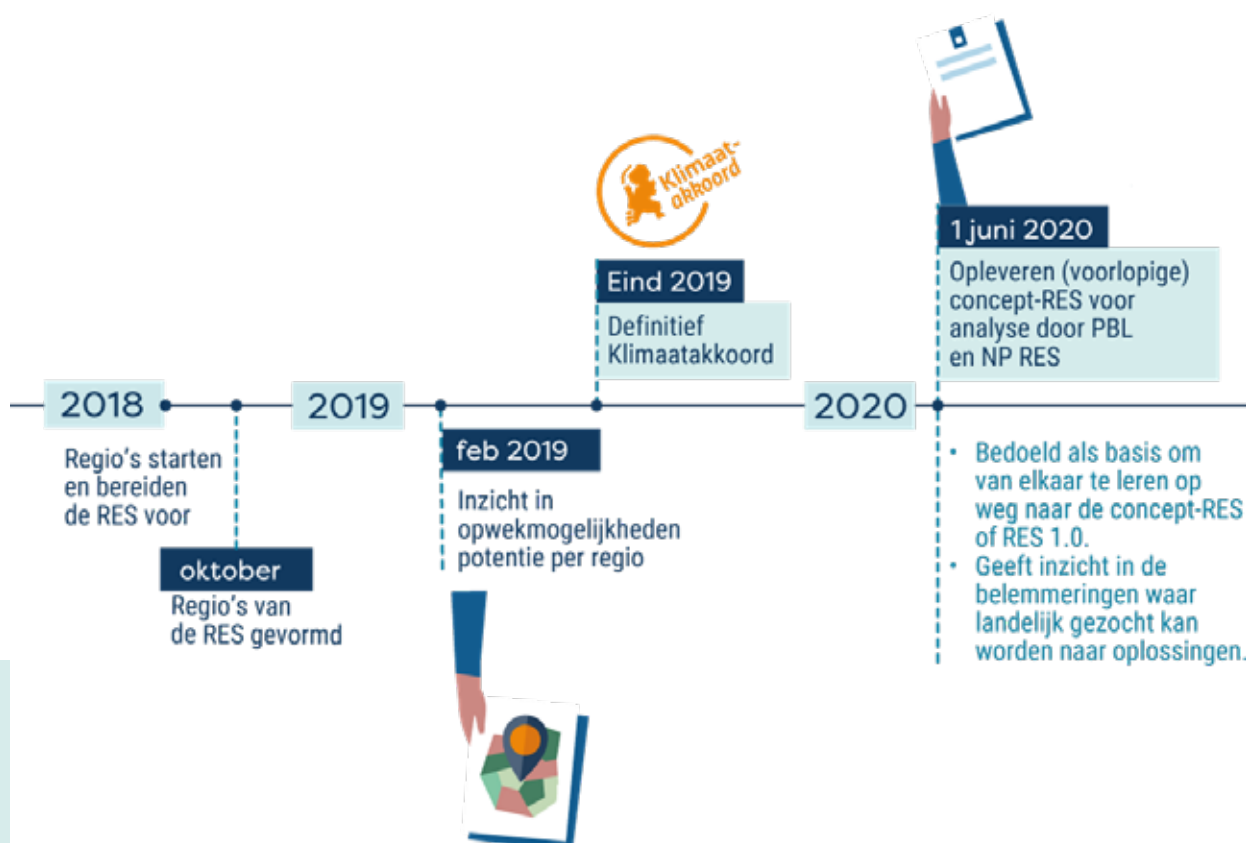 2018
Regio's starten
en bereiden
de RES voor
oktober
Regio's van
de RES gevormd
2019
feb 2019
Inzicht in
opwekmogelijkheden
potentie per regio
Klimaat-
akkoord
Eind 2019
Definitief
Klimaatakkoord
2020
1 juni 2020
Opleveren (voorlopige)
concept-RES voor
analyse door PBL
en NP RES
• Bedoeld als basis om
van elkaar te leren op
weg naar de concept-RES
of RES 1.0.
• Geeft inzicht in de
belemmeringen waar
landelijk gezocht kan
worden naar oplossingen.